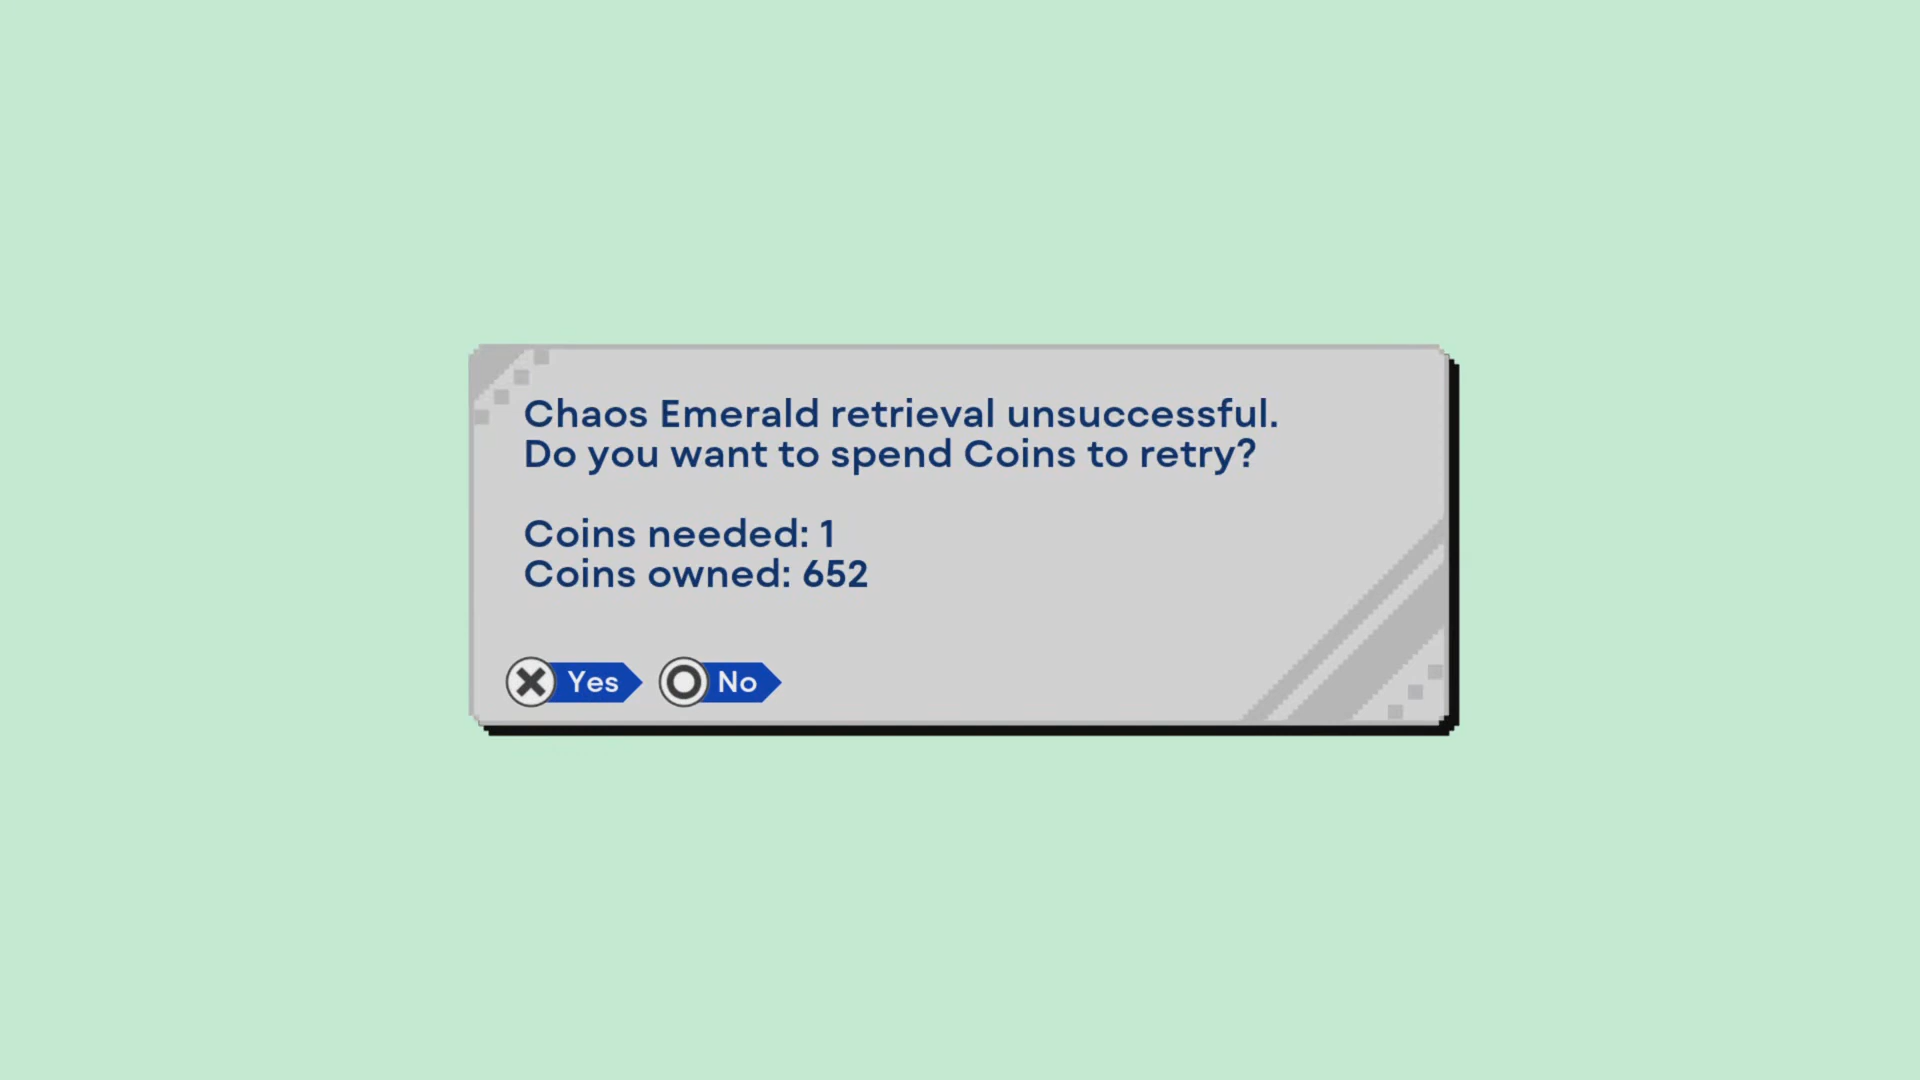 Chaos Emerald retrieval unsuccessful.
Do you want to spend Coins to retry?
Coins needed: 1
Coins owned: 652
Yes No